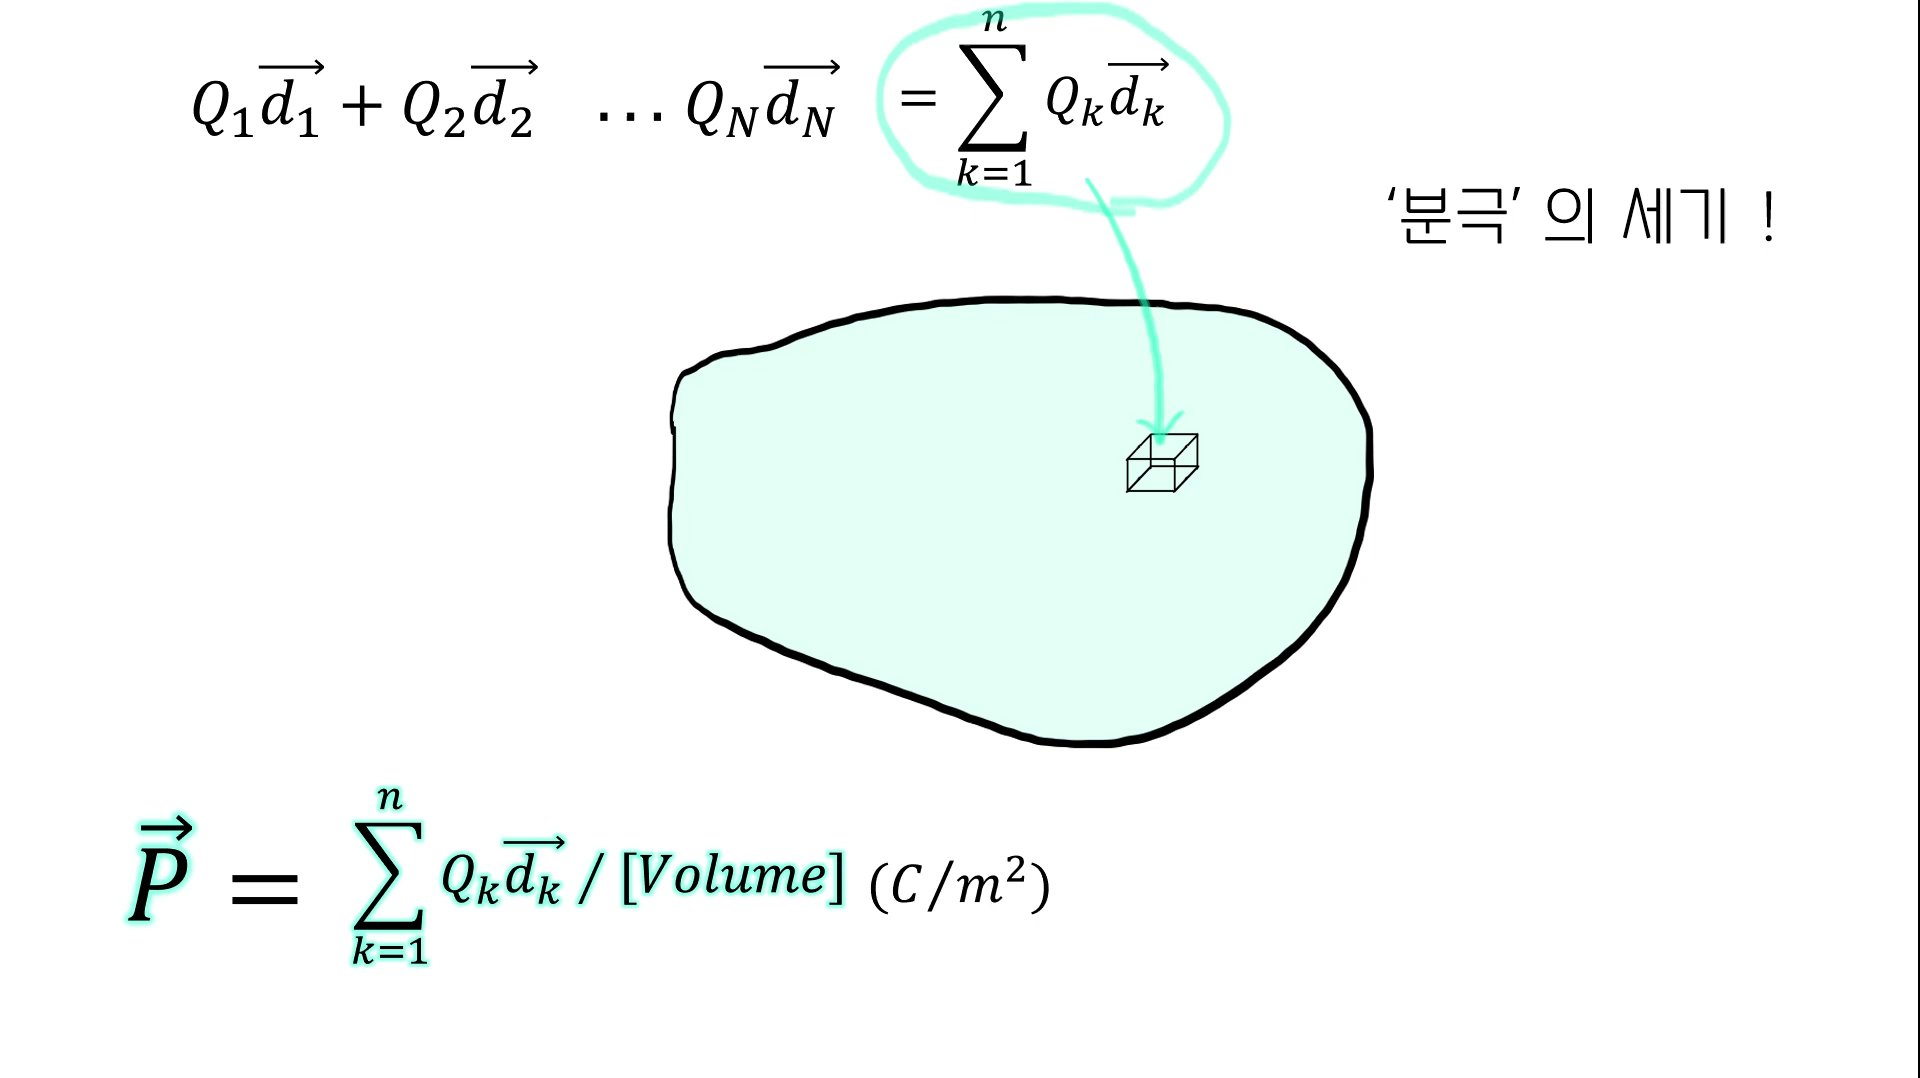 Q₁d₁⃗ + Q₂d₂⃗ … Q_N d_N⃗ = ∑_{k=1}^{n} Q_k d_k⃗
‘분극’ 의 세기 !
P⃗ = ∑_{k=1}^{n} Q_k d_k⃗ / [Volume] (C/m²)